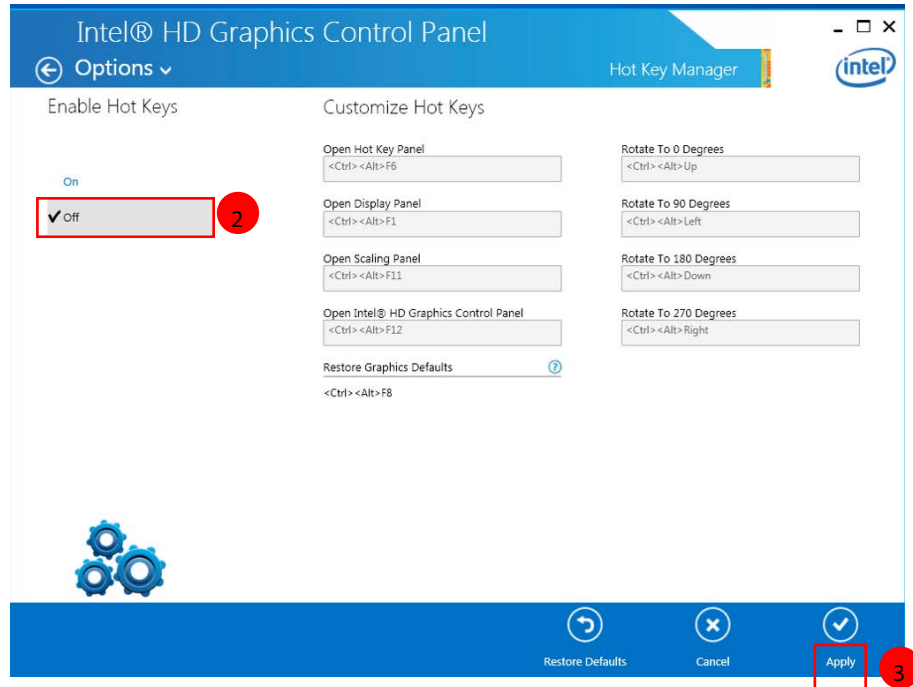 Intel® HD Graphics Control Panel
Options
Hot Key Manager
intel
Enable Hot Keys
On
Off
2
Customize Hot Keys
Open Hot Key Panel
<Ctrl><Alt>F6
Open Display Panel
<Ctrl><Alt>F1
Open Scaling Panel
<Ctrl><Alt>F11
Open Intel® HD Graphics Control Panel
<Ctrl><Alt>F12
Restore Graphics Defaults ?
<Ctrl><Alt>F8
Rotate To 0 Degrees
<Ctrl><Alt>Up
Rotate To 90 Degrees
<Ctrl><Alt>Left
Rotate To 180 Degrees
<Ctrl><Alt>Down
Rotate To 270 Degrees
<Ctrl><Alt>Right
Restore Defaults
Cancel
Apply
3